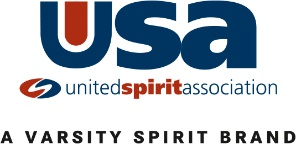 usa
unitedspiritassociation
A VARSITY SPIRIT BRAND